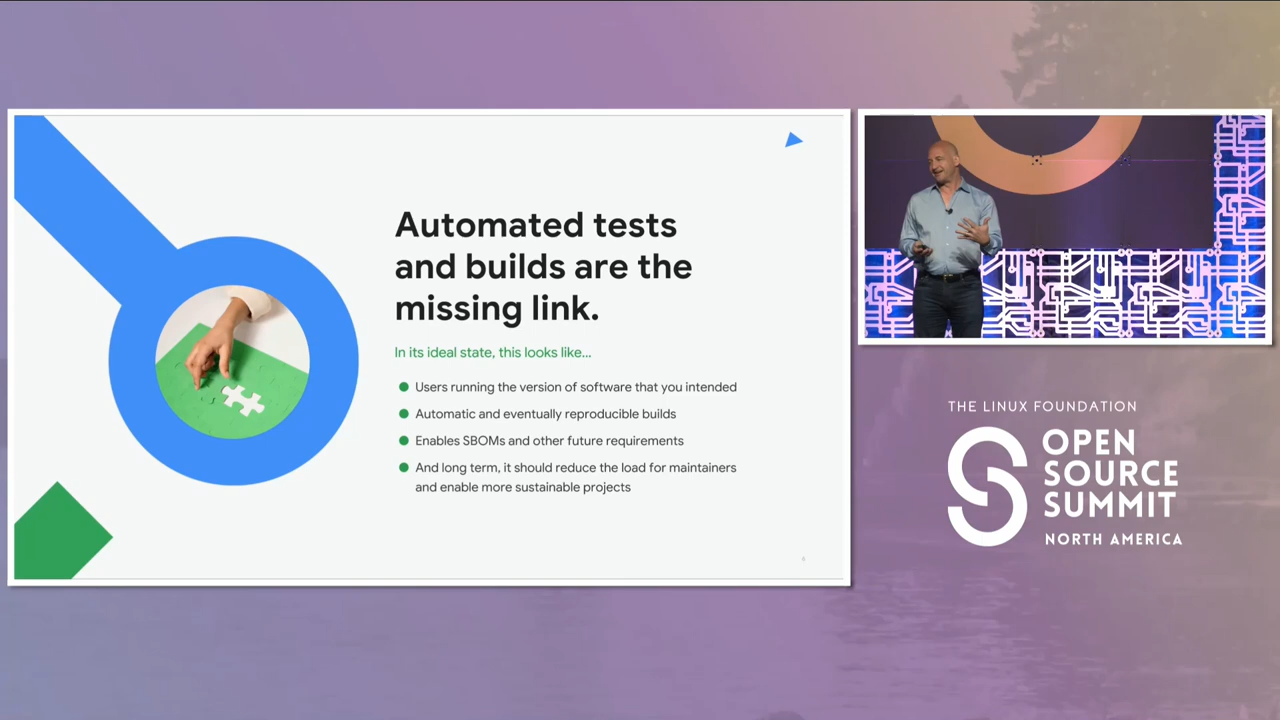 Automated tests
and builds are the
missing link.
In its ideal state, this looks like...
Users running the version of software that you intended
Automatic and eventually reproducible builds
Enables SBOMs and other future requirements
And long term, it should reduce the load for maintainers
and enable more sustainable projects
THE LINUX FOUNDATION
OPEN
SOURCE
SUMMIT
NORTH AMERICA